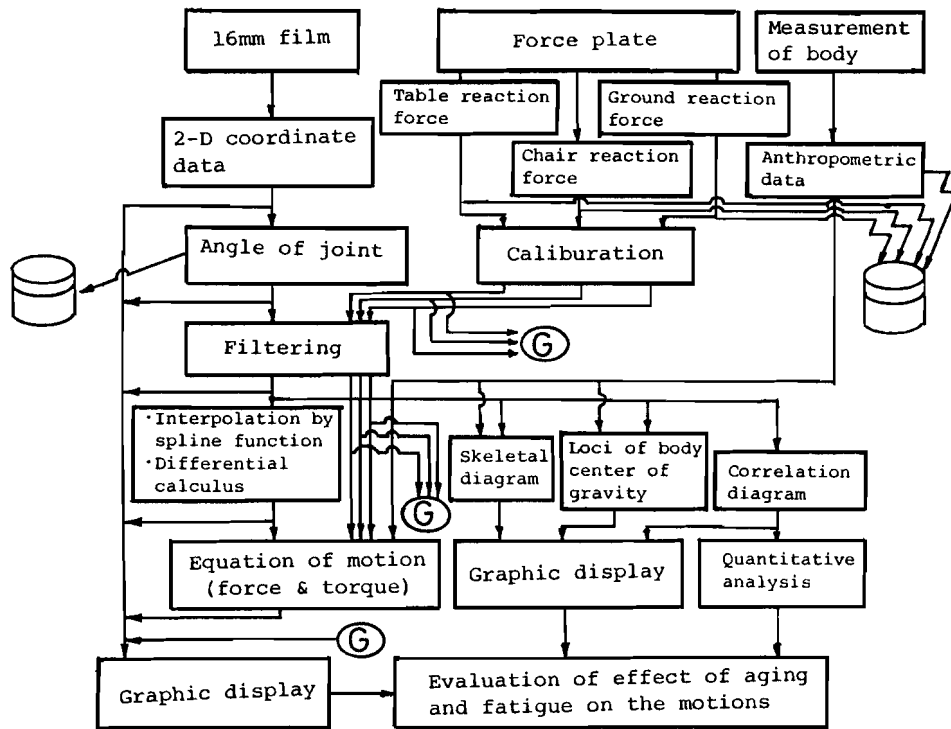 16mm film
Force plate
Measurement
of body
Table reaction
force
Ground reaction
force
2-D coordinate
data
Chair reaction
force
Anthropometric
data
Angle of joint
Caliburation
G
Filtering
·Interpolation by
spline function
·Differential
calculus
Skeletal
diagram
Loci of body
center of
gravity
Correlation
diagram
G
Equation of motion
(force & torque)
Graphic display
Quantitative
analysis
G
Graphic display
Evaluation of effect of aging
and fatigue on the motions